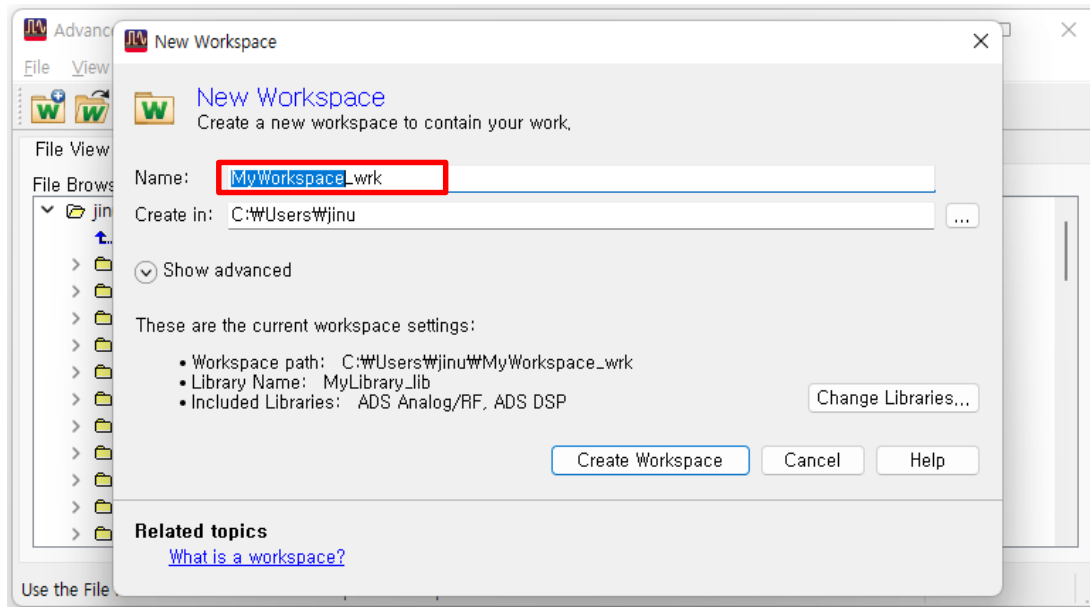 Advanc
New Workspace
File View
New Workspace
Create a new workspace to contain your work,
File View
Name: MyWorkspace_wrk
File Brows
jin
Create in: C:₩Users₩jinu
...
Show advanced
These are the current workspace settings:
• Workspace path: C:₩Users₩jinu₩MyWorkspace_wrk
• Library Name: MyLibrary_lib
• Included Libraries: ADS Analog/RF, ADS DSP
Change Libraries,,,
Create Workspace Cancel Help
Related topics
What is a workspace?
Use the File